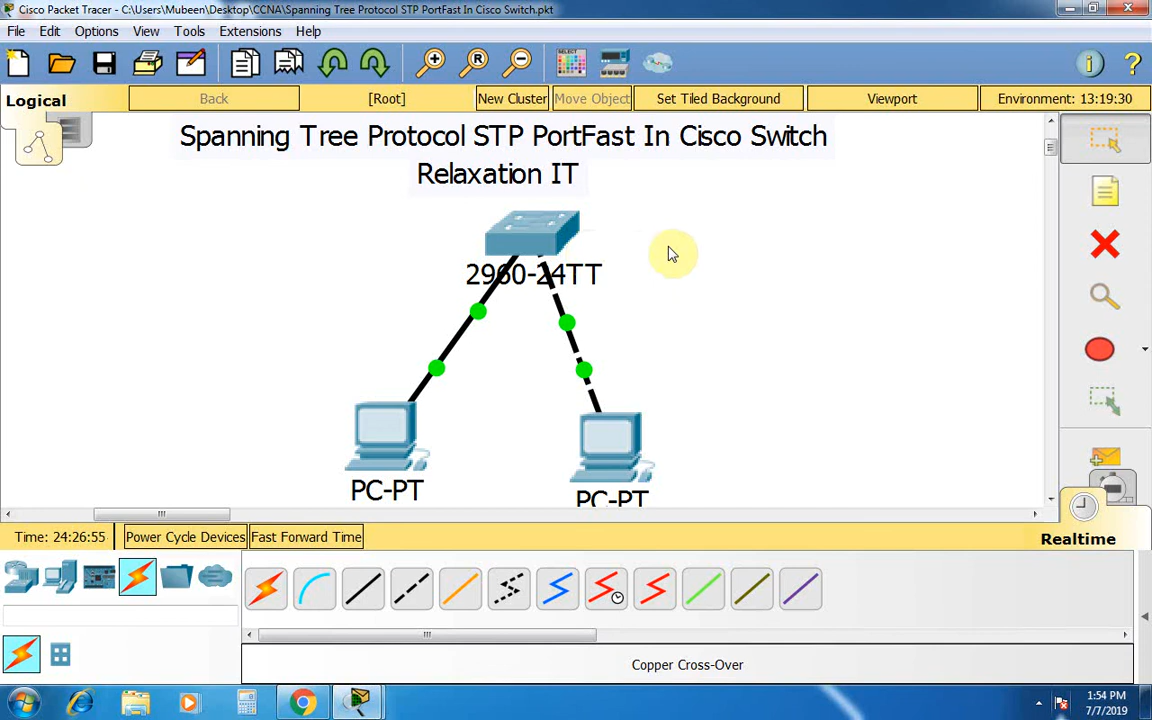 Cisco Packet Tracer - C:\Users\Mubeen\Desktop\CCNA\Spanning Tree Protocol STP PortFast In Cisco Switch.pkt
File Edit Options View Tools Extensions Help
Logical Back [Root] New Cluster Move Object Set Tiled Background Viewport Environment: 13:19:30
Spanning Tree Protocol STP PortFast In Cisco Switch
Relaxation IT
2960-24TT
PC-PT PC-PT
Time: 24:26:55 Power Cycle Devices Fast Forward Time Realtime
Copper Cross-Over
1:54 PM
7/7/2019